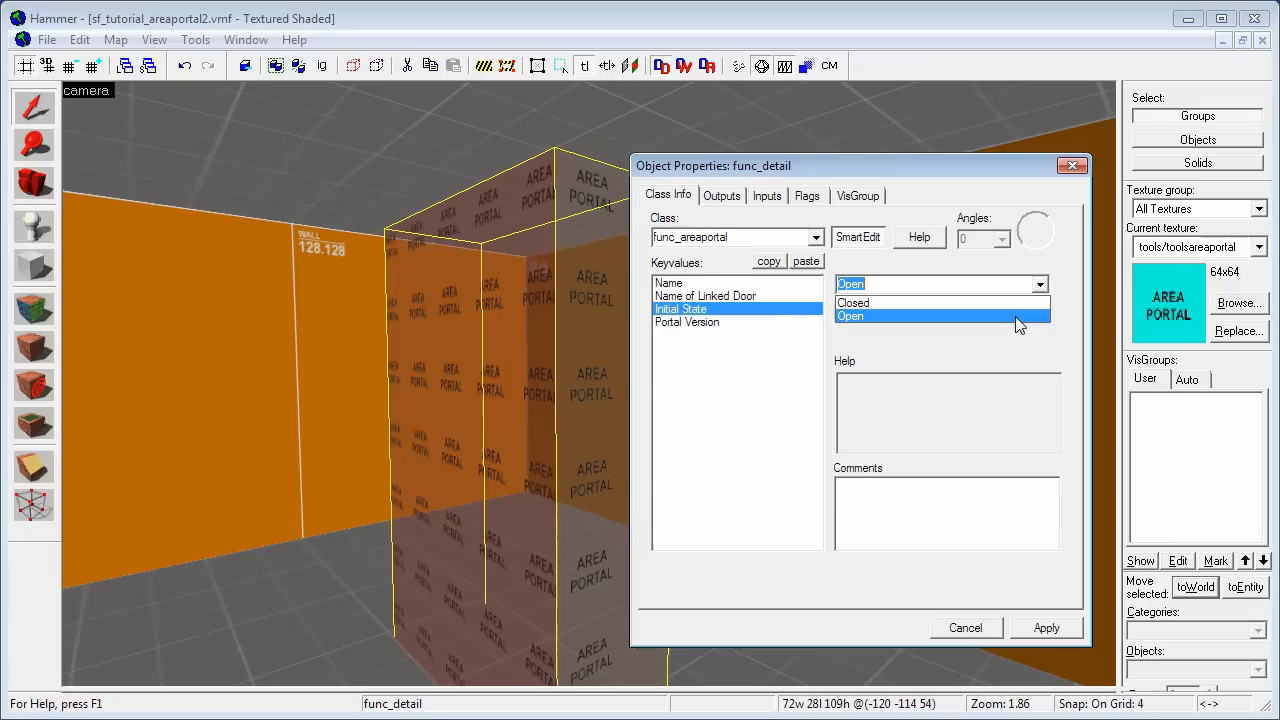 Hammer - [sf_tutorial_areaportal2.vmf - Textured Shaded]
File Edit Map View Tools Window Help
3D ig tl CM
camera
WALL
128.128
AREA PORTAL
Object Properties: func_detail
Class Info Outputs Inputs Flags VisGroup
Class:
func_areaportal
SmartEdit
Help
Angles:
0
Keyvalues:
copy
paste
Name
Name of Linked Door
Initial State
Portal Version
Open
Closed
Open
Help
Comments
Cancel
Apply
Select:
Groups
Objects
Solids
Texture group:
All Textures
Current texture:
tools/toolsareaportal
AREA
PORTAL
64x64
Browse...
Replace...
VisGroups:
User Auto
Show Edit Mark
Move
selected:
toWorld
toEntity
Categories:
Objects:
For Help, press F1
func_detail
72w 28l 109h @(-120 -114 54)
Zoom: 1.86
Snap: On Grid: 4
<->